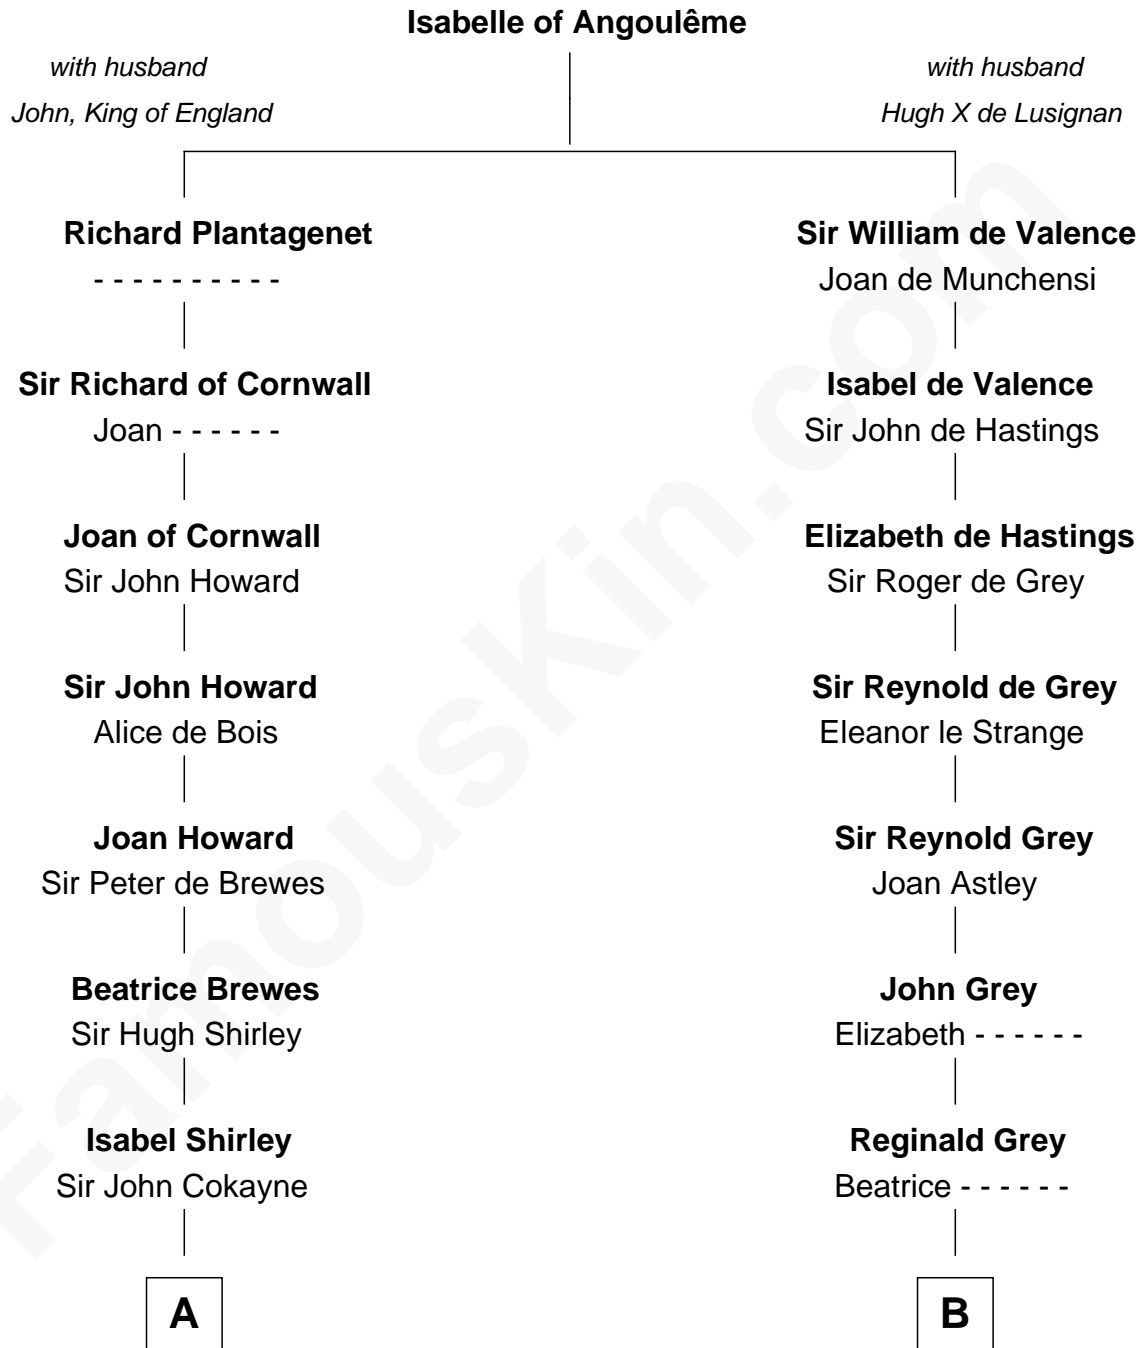 Isabelle of Angoulême
with husband
John, King of England
with husband
Hugh X de Lusignan
Richard Plantagenet
- - - - - - - - - -
Sir William de Valence
Joan de Munchensi
Sir Richard of Cornwall
Joan - - - - - -
Isabel de Valence
Sir John de Hastings
Joan of Cornwall
Sir John Howard
Elizabeth de Hastings
Sir Roger de Grey
Sir John Howard
Alice de Bois
Sir Reynold de Grey
Eleanor le Strange
Joan Howard
Sir Peter de Brewes
Sir Reynold Grey
Joan Astley
Beatrice Brewes
Sir Hugh Shirley
John Grey
Elizabeth - - - - - -
Isabel Shirley
Sir John Cokayne
Reginald Grey
Beatrice - - - - - -
A
B
FamousKin.com